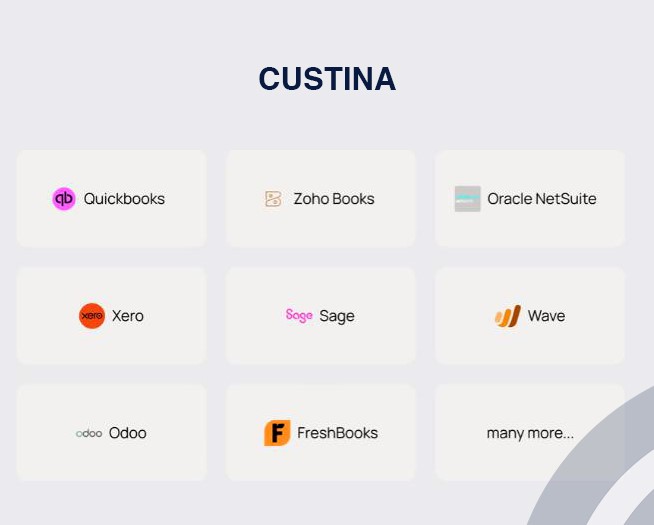 CUSTINA
qb Quickbooks
Zoho Books
Oracle NetSuite
xero Xero
Sage Sage
Wave
odoo Odoo
F FreshBooks
many more...